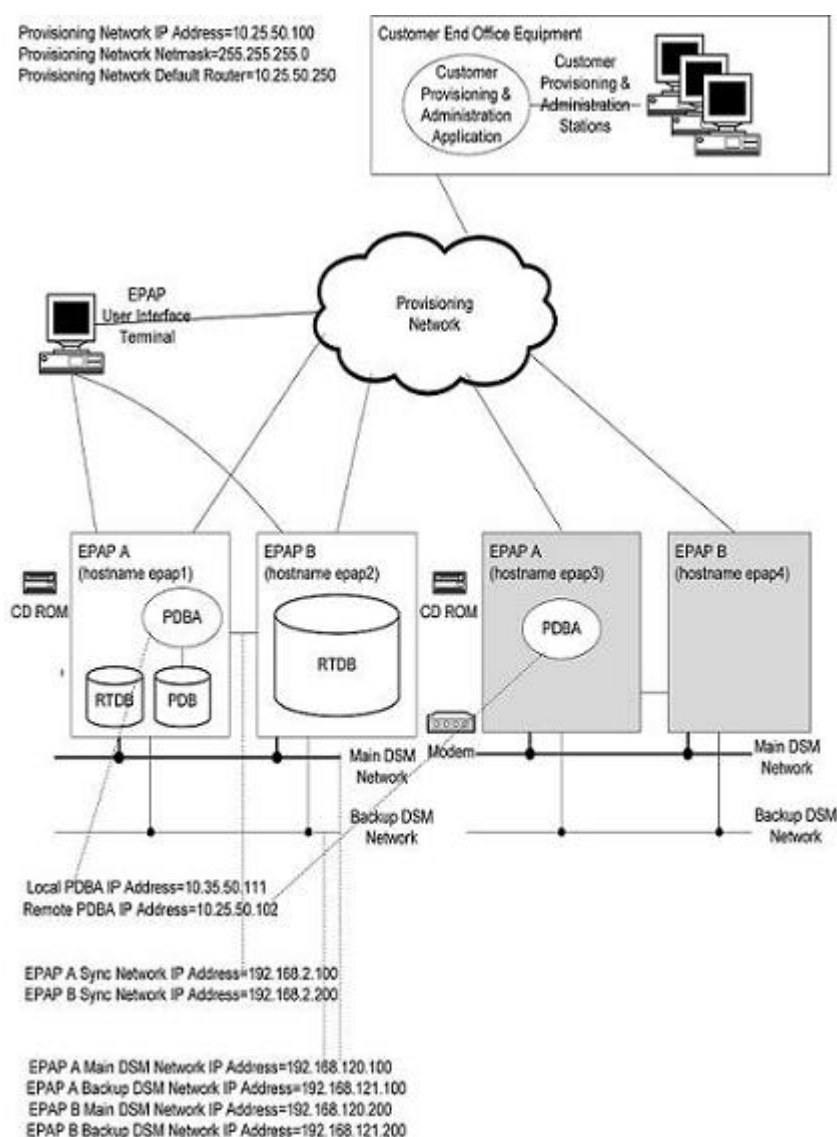 Provisioning Network IP Address=10.25.50.100
Provisioning Network Netmask=255.255.255.0
Provisioning Network Default Router=10.25.50.250
Customer End Office Equipment
Customer
Provisioning &
Administration
Application
Customer
Provisioning &
Administration
Stations
EPAP
User Interface
Terminal
Provisioning
Network
EPAP A
(hostname epap1)
EPAP B
(hostname epap2)
EPAP A
(hostname epap3)
EPAP B
(hostname epap4)
CD ROM
PDBA
RTDB
PDB
RTDB
CD ROM
PDBA
Modem
Main DSM
Network
Main DSM
Network
Backup DSM
Network
Backup DSM
Network
Local PDBA IP Address=10.35.50.111
Remote PDBA IP Address=10.25.50.102
EPAP A Sync Network IP Address=192.168.2.100
EPAP B Sync Network IP Address=192.168.2.200
EPAP A Main DSM Network IP Address=192.168.120.100
EPAP A Backup DSM Network IP Address=192.168.121.100
EPAP B Main DSM Network IP Address=192.168.120.200
EPAP B Backup DSM Network IP Address=192.168.121.200